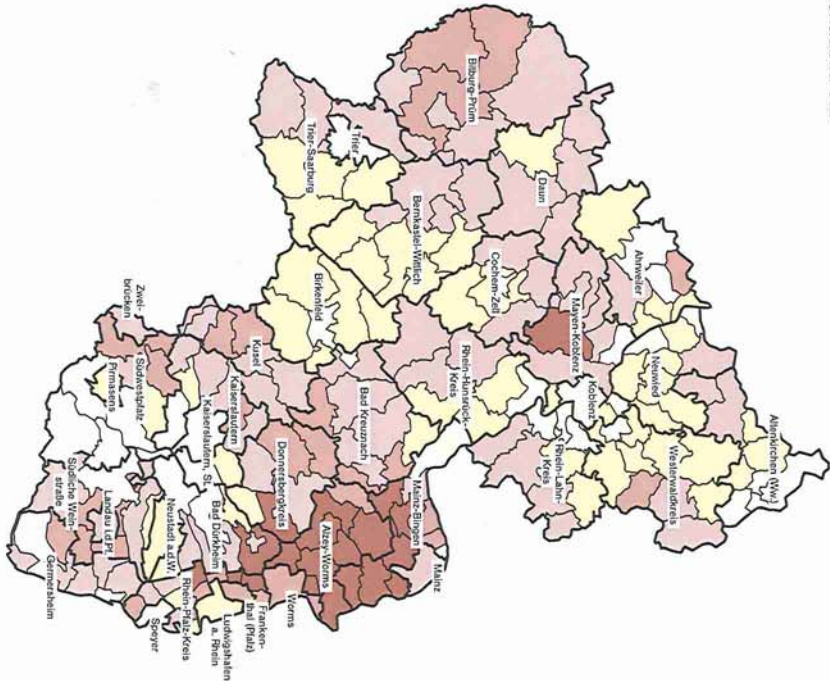 Altenkirchen (Ww.)
Neuwied
Westerwaldkreis
Ahrweiler
Mayen-Koblenz
Koblenz
Rhein-Lahn-
Kreis
Daun
Cochem-Zell
Rhein-Hunsrück-
Kreis
Bitburg-Prüm
Bernkastel-Wittlich
Mainz-Bingen
Mainz
Bad Kreuznach
Birkenfeld
Trier
Trier-Saarburg
Alzey-Worms
Donnersbergkreis
Worms
Kusel
Kaiserslautern
Kaiserslautern, St.
Bad Dürkheim
Franken-
thal (Pfalz)
Ludwigshafen
a. Rhein
Rhein-Pfalz-Kreis
Neustadt a.d.W.
Speyer
Zwei-
brücken
Südwestpfalz
Pirmasens
Landau i.d.Pf.
Südliche Wein-
straße
Germersheim